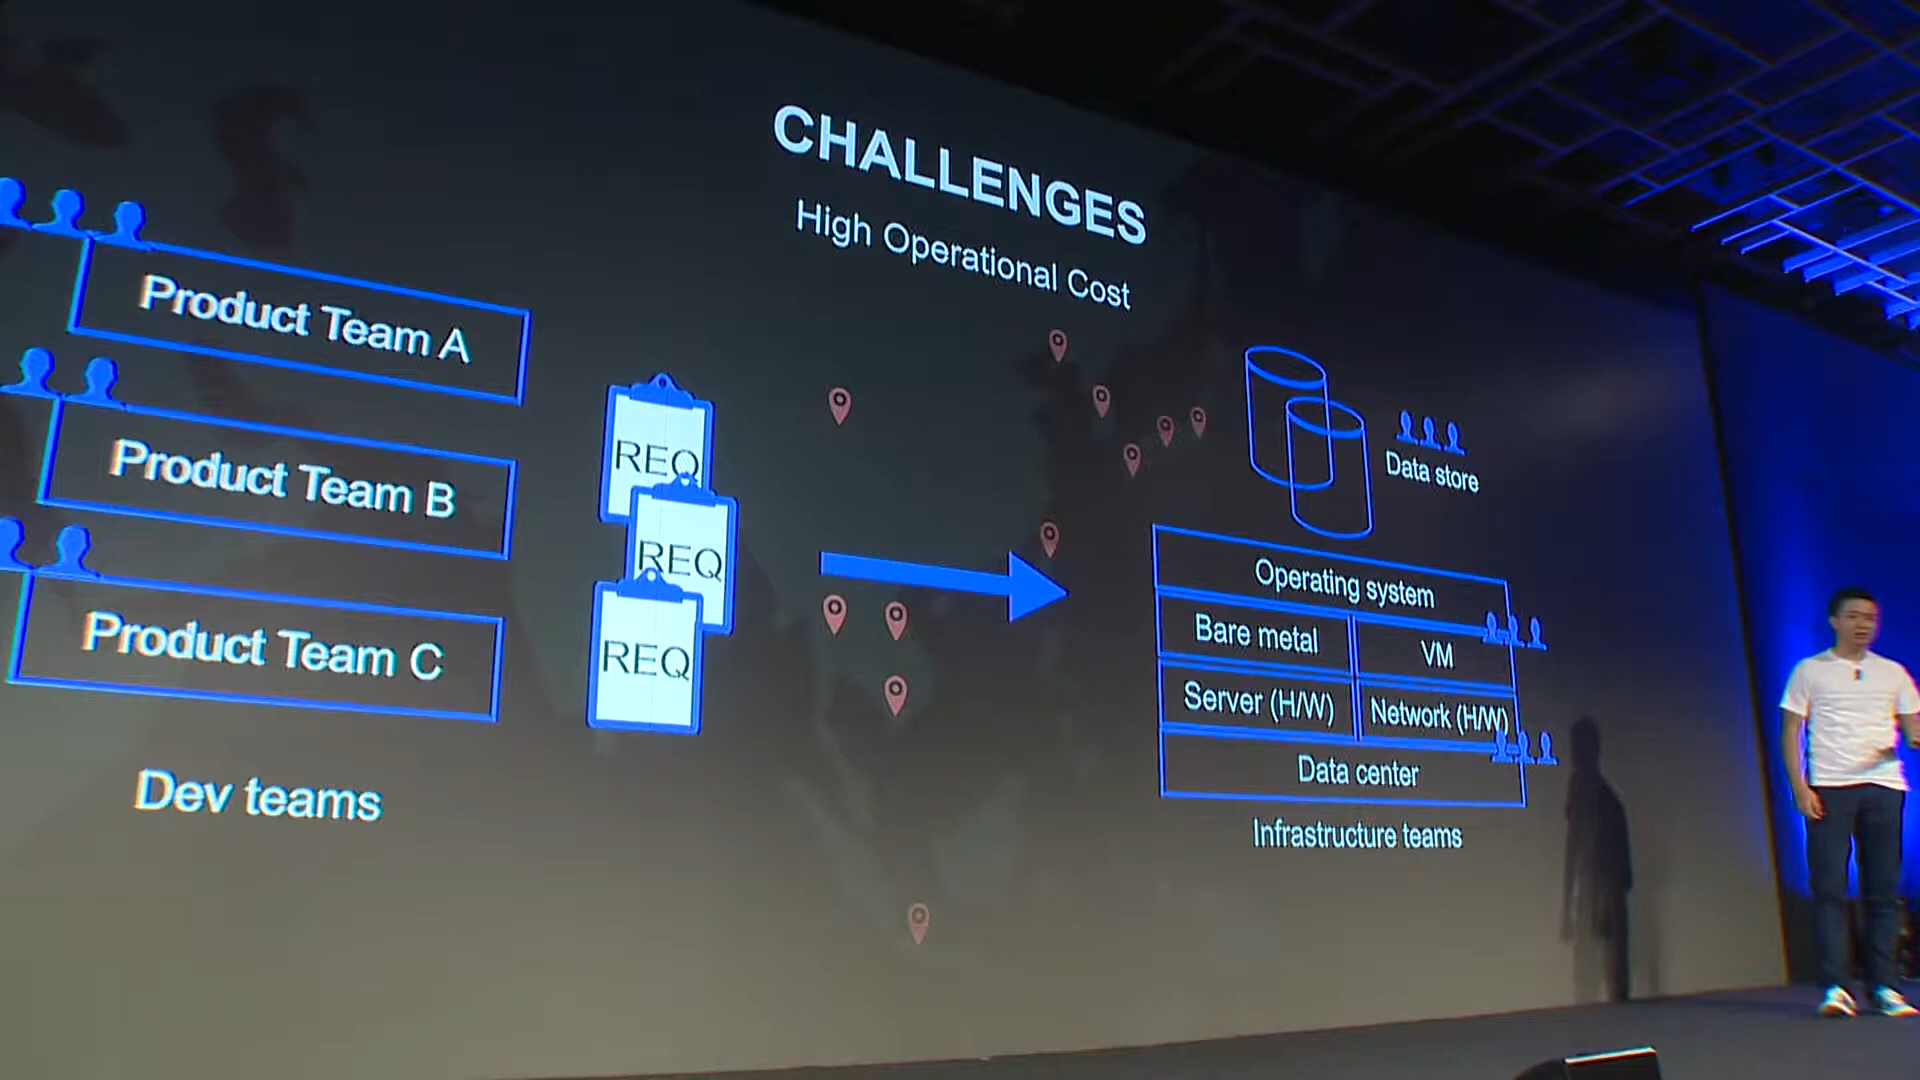 CHALLENGES
High Operational Cost
Product Team A
Product Team B
Product Team C
Dev teams
REQ
REQ
REQ
Data store
Operating system
Bare metal
VM
Server (H/W)
Network (H/W)
Data center
Infrastructure teams